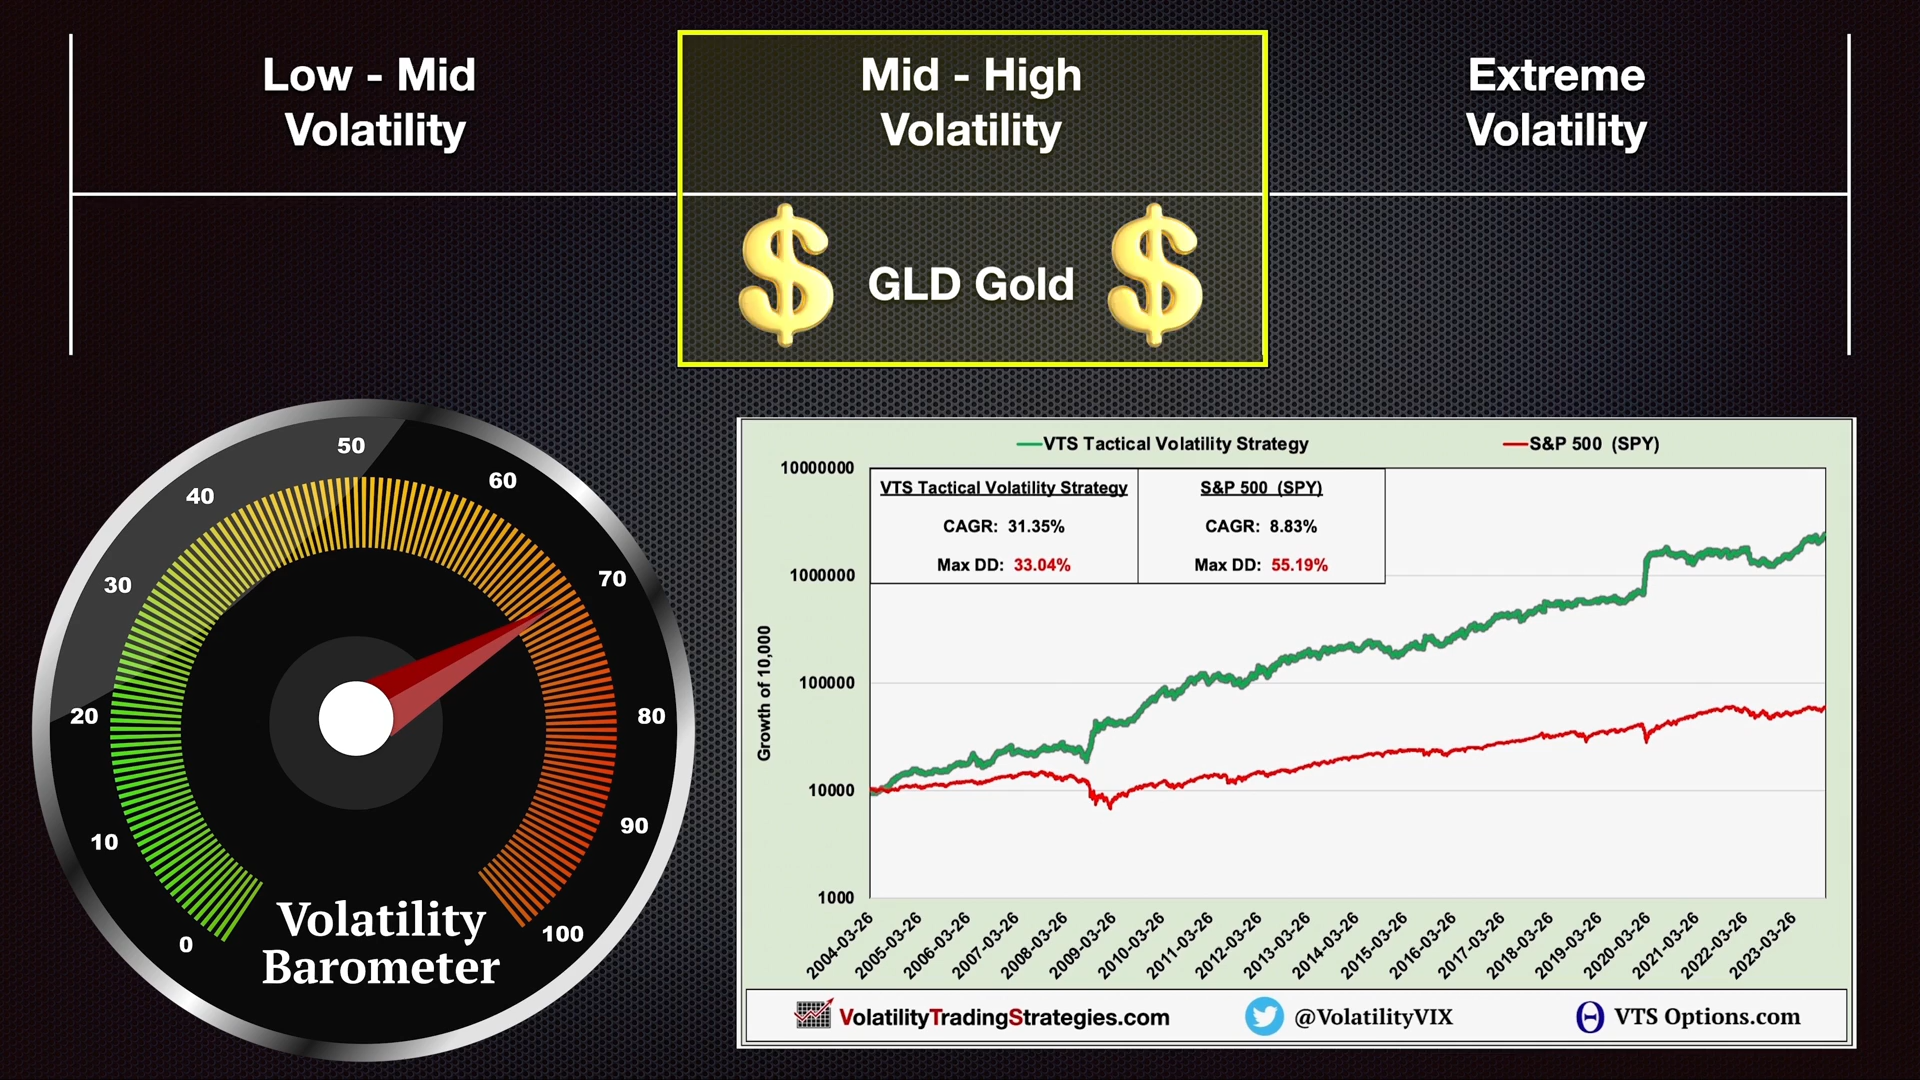 Low - Mid
Volatility
Mid - High
Volatility
Extreme
Volatility
$ GLD Gold $
0
10
20
30
40
50
60
70
80
90
100
Volatility
Barometer
VTS Tactical Volatility Strategy
S&P 500 (SPY)
VTS Tactical Volatility Strategy
CAGR: 31.35%
Max DD: 33.04%
S&P 500 (SPY)
CAGR: 8.83%
Max DD: 55.19%
Growth of 10,000
10000000
1000000
100000
10000
1000
2004-03-26
2005-03-26
2006-03-26
2007-03-26
2008-03-26
2009-03-26
2010-03-26
2011-03-26
2012-03-26
2013-03-26
2014-03-26
2015-03-26
2016-03-26
2017-03-26
2018-03-26
2019-03-26
2020-03-26
2021-03-26
2022-03-26
2023-03-26
VolatilityTradingStrategies.com
@VolatilityVIX
VTS Options.com